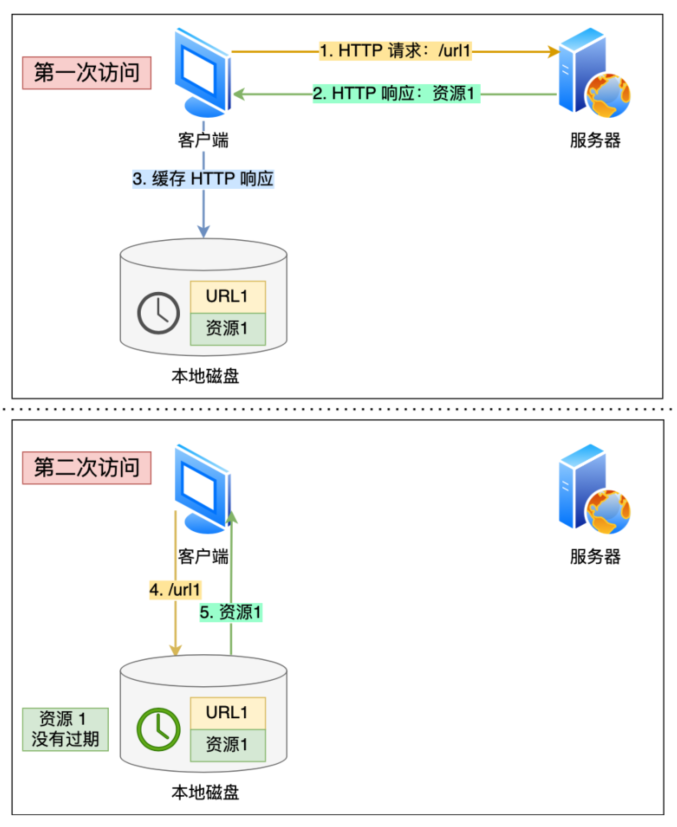 第一次访问
1. HTTP 请求：/url1
2. HTTP 响应：资源1
客户端
服务器
3. 缓存 HTTP 响应
URL1
资源1
本地磁盘
第二次访问
客户端
服务器
4. /url1
5. 资源1
资源 1
没有过期
URL1
资源1
本地磁盘